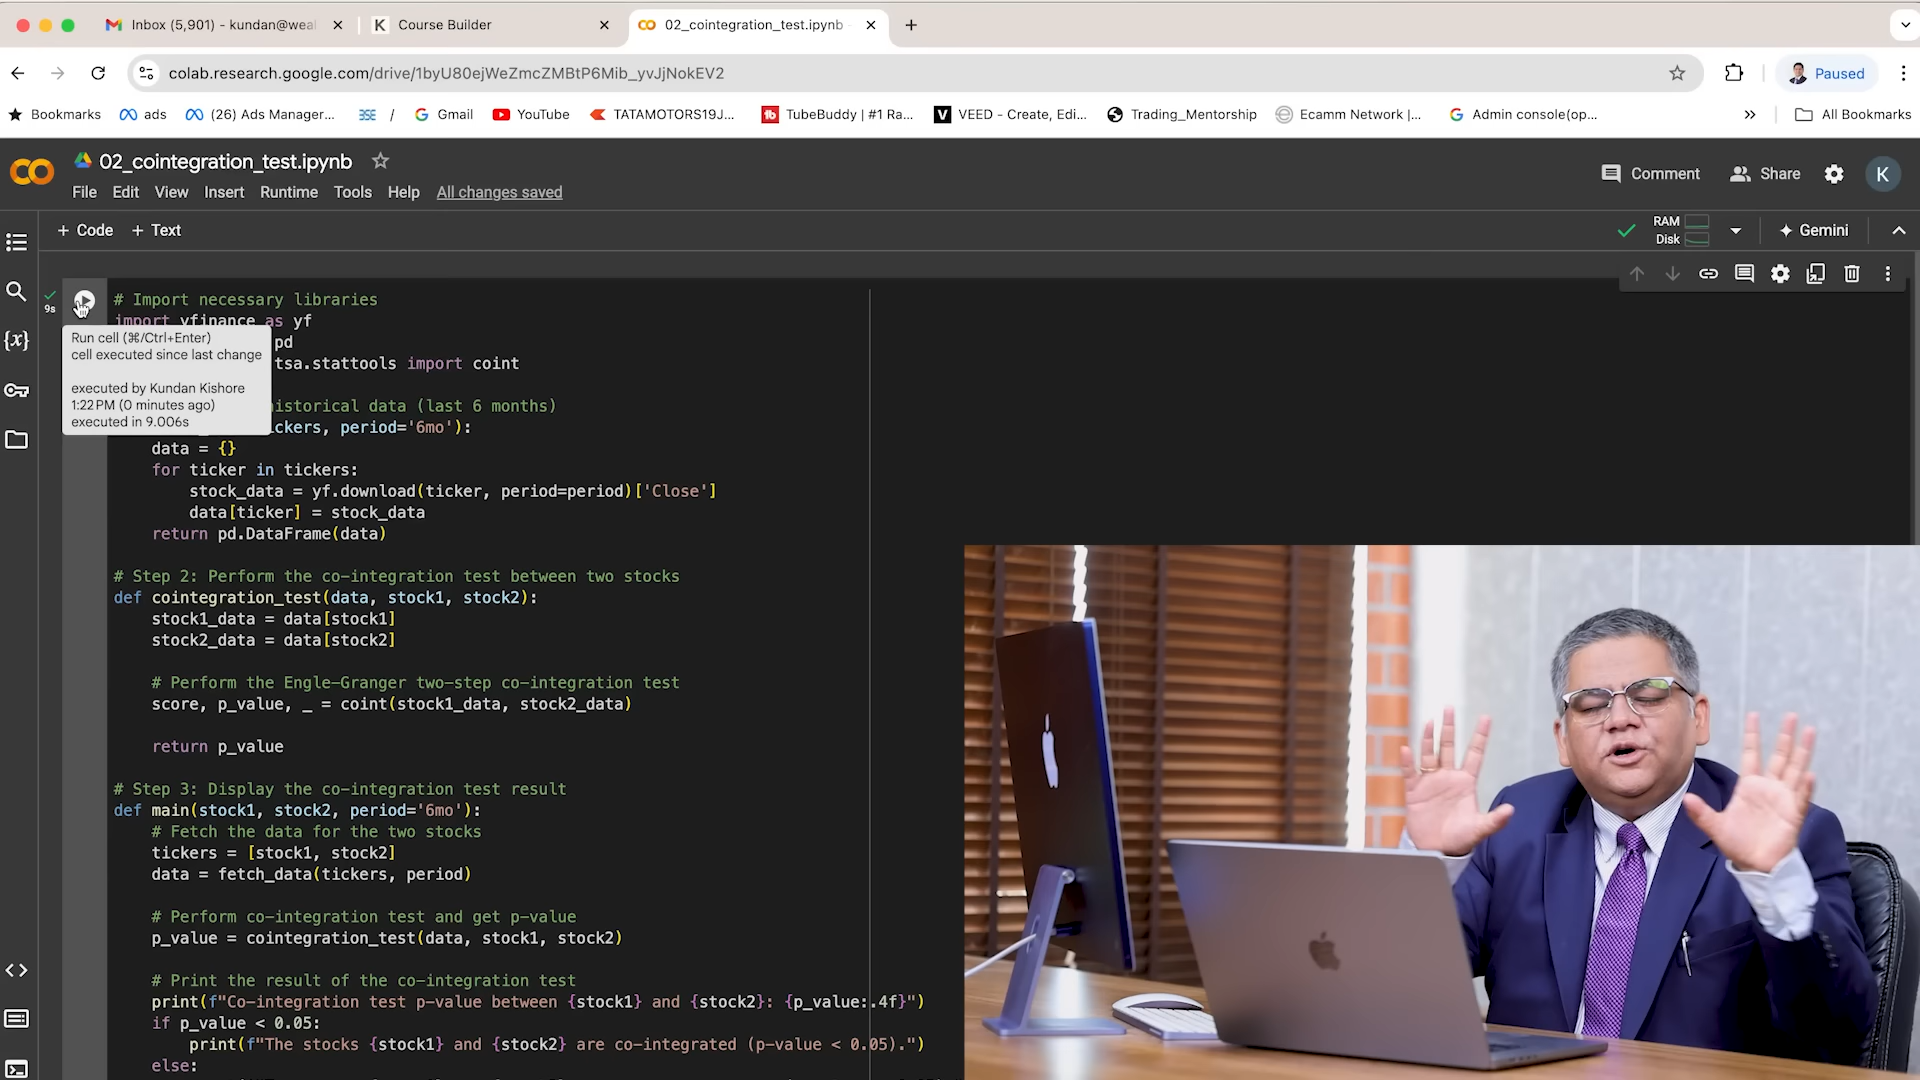 Inbox (5,901) - kundan@weal
Course Builder
02_cointegration_test.ipynb
colab.research.google.com/drive/1byU80ejWeZmcZMBtP6Mib_yvJjNokEV2
Paused
Bookmarks
ads
(26) Ads Manager...
/
Gmail
YouTube
TATAMOTORS19J...
TubeBuddy | #1 Ra...
VEED - Create, Edi...
Trading_Mentorship
Ecamm Network |...
Admin console(op...
»
All Bookmarks
02_cointegration_test.ipynb
File Edit View Insert Runtime Tools Help All changes saved
Comment
Share
K
+ Code + Text
RAM
Disk
Gemini
9s
# Import necessary libraries
import yfinance as yf
pd
tsa.stattools import coint
Run cell (⌘/Ctrl+Enter)
cell executed since last change
executed by Kundan Kishore
1:22 PM (0 minutes ago)
executed in 9.006s
historical data (last 6 months)
ickers, period='6mo'):
data = {}
for ticker in tickers:
stock_data = yf.download(ticker, period=period)['Close']
data[ticker] = stock_data
return pd.DataFrame(data)
# Step 2: Perform the co-integration test between two stocks
def cointegration_test(data, stock1, stock2):
stock1_data = data[stock1]
stock2_data = data[stock2]
# Perform the Engle-Granger two-step co-integration test
score, p_value, _ = coint(stock1_data, stock2_data)
return p_value
# Step 3: Display the co-integration test result
def main(stock1, stock2, period='6mo'):
# Fetch the data for the two stocks
tickers = [stock1, stock2]
data = fetch_data(tickers, period)
# Perform co-integration test and get p-value
p_value = cointegration_test(data, stock1, stock2)
# Print the result of the co-integration test
print(f"Co-integration test p-value between {stock1} and {stock2}: {p_value:.4f}")
if p_value < 0.05:
print(f"The stocks {stock1} and {stock2} are co-integrated (p-value < 0.05).")
else: